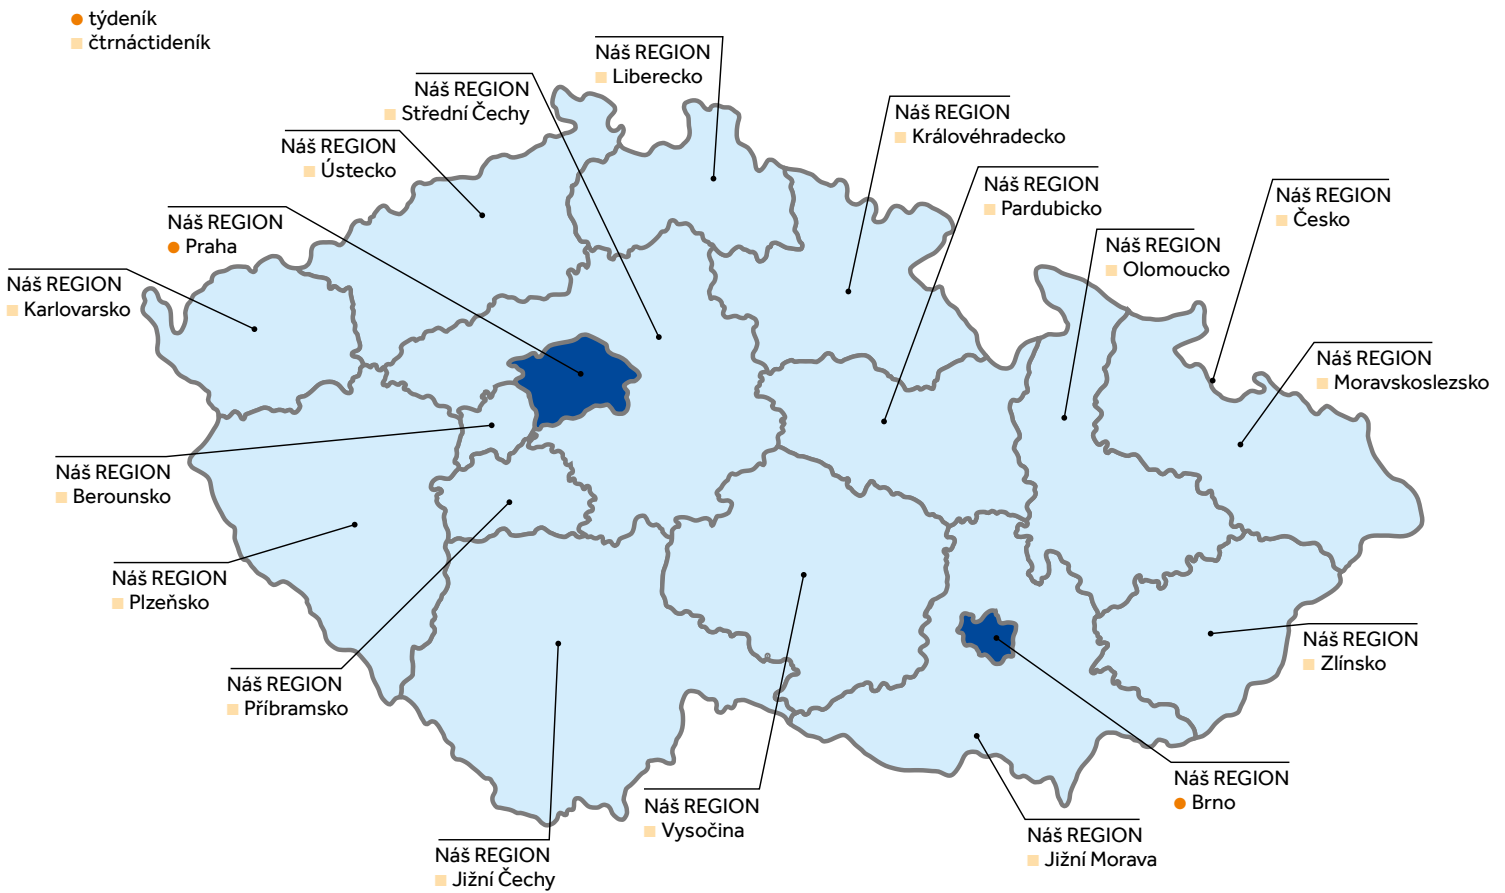 týdeník
čtrnáctideník
Náš REGION
Liberecko
Náš REGION
Střední Čechy
Náš REGION
Královéhradecko
Náš REGION
Ústecko
Náš REGION
Pardubicko
Náš REGION
Česko
Náš REGION
Praha
Náš REGION
Olomoucko
Náš REGION
Karlovarsko
Náš REGION
Moravskoslezsko
Náš REGION
Berounsko
Náš REGION
Plzeňsko
Náš REGION
Zlínsko
Náš REGION
Příbramsko
Náš REGION
Brno
Náš REGION
Vysočina
Náš REGION
Jižní Morava
Náš REGION
Jižní Čechy